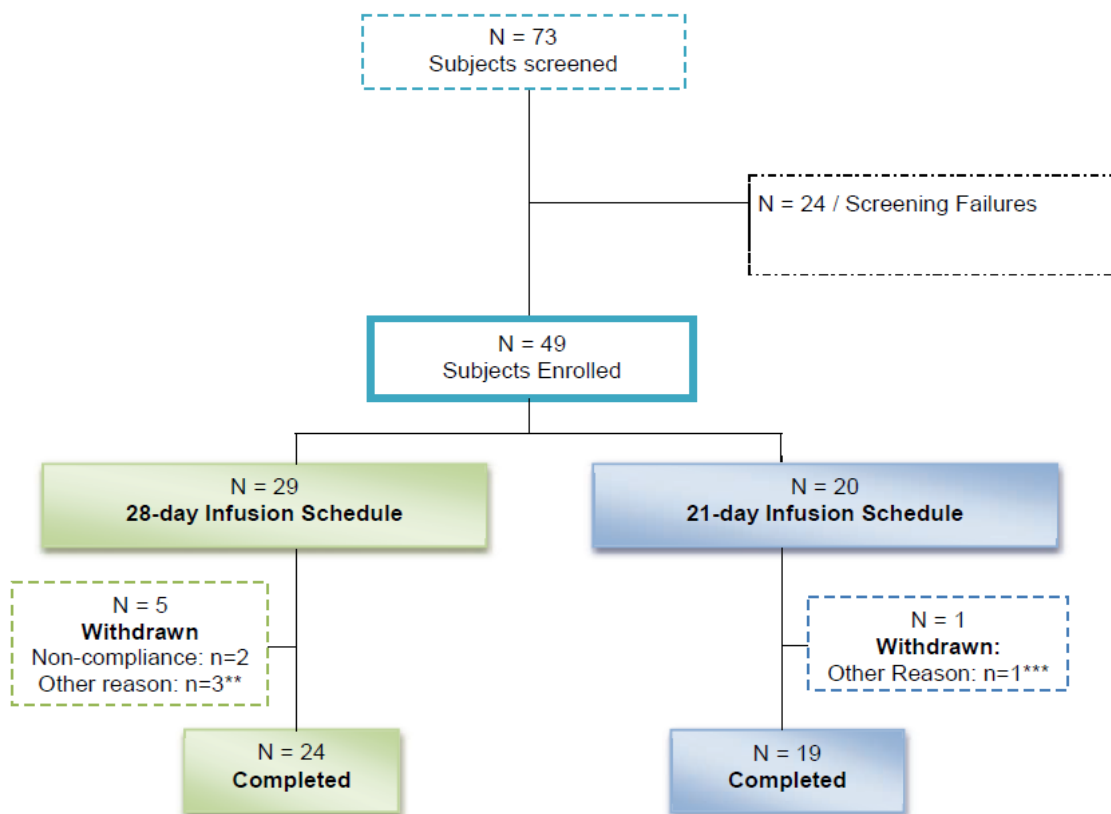 N = 73
Subjects screened
N = 24 / Screening Failures
N = 49
Subjects Enrolled
N = 29
28-day Infusion Schedule
N = 20
21-day Infusion Schedule
N = 5
Withdrawn
Non-compliance: n=2
Other reason: n=3**
N = 1
Withdrawn:
Other Reason: n=1***
N = 24
Completed
N = 19
Completed